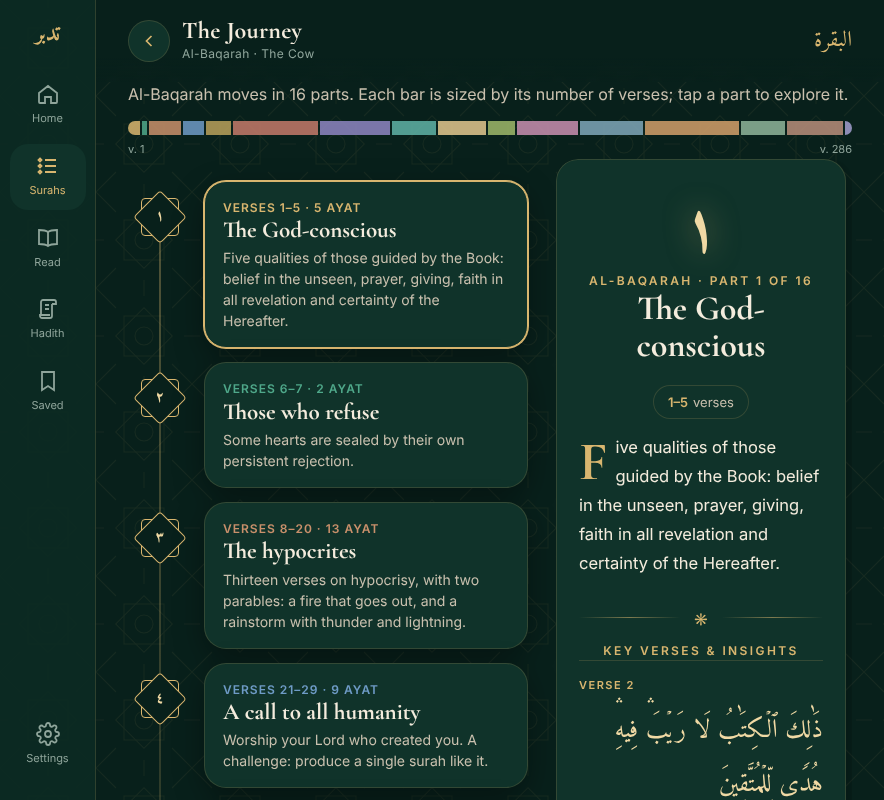 تدبر
Home
Surahs
Read
Hadith
Saved
Settings
The Journey
Al-Baqarah · The Cow
البقرة
Al-Baqarah moves in 16 parts. Each bar is sized by its number of verses; tap a part to explore it.
v. 1
v. 286
١
VERSES 1–5 · 5 AYAT
The God-conscious
Five qualities of those guided by the Book:
belief in the unseen, prayer, giving, faith in
all revelation and certainty of the
Hereafter.
٢
VERSES 6–7 · 2 AYAT
Those who refuse
Some hearts are sealed by their own
persistent rejection.
٣
VERSES 8–20 · 13 AYAT
The hypocrites
Thirteen verses on hypocrisy, with two
parables: a fire that goes out, and a
rainstorm with thunder and lightning.
٤
VERSES 21–29 · 9 AYAT
A call to all humanity
Worship your Lord who created you. A
challenge: produce a single surah like it.
١
AL-BAQARAH · PART 1 OF 16
The God-
conscious
1–5 verses
Five qualities of those
guided by the Book: belief
in the unseen, prayer, giving,
faith in all revelation and
certainty of the Hereafter.
KEY VERSES & INSIGHTS
VERSE 2
ذَٰلِكَ ٱلْكِتَٰبُ لَا رَيْبَ ۛ فِيهِ ۛ
هُدًى لِّلْمُتَّقِينَ